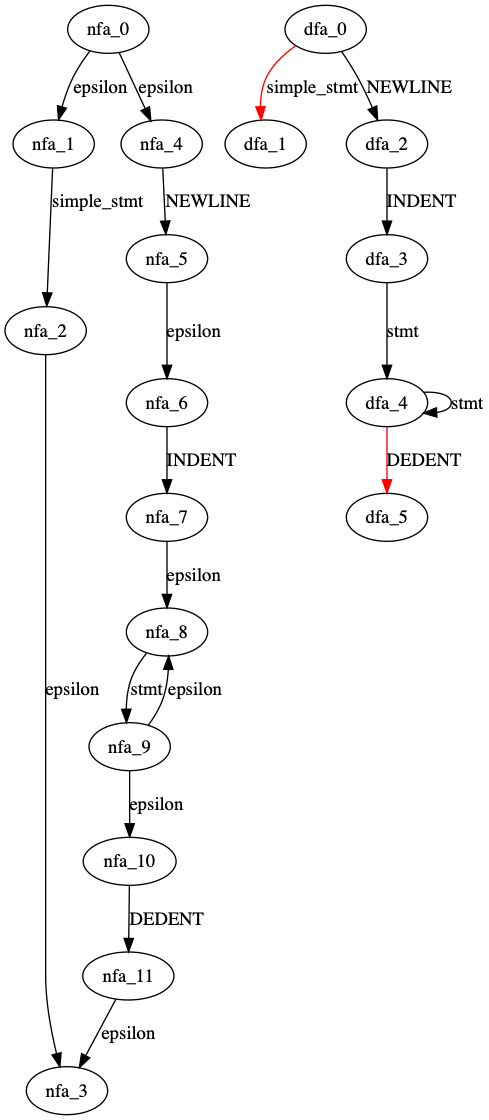 nfa_0
dfa_0
epsilon
epsilon
simple_stmt
NEWLINE
nfa_1
nfa_4
dfa_1
dfa_2
simple_stmt
NEWLINE
INDENT
nfa_5
dfa_3
nfa_2
epsilon
stmt
nfa_6
dfa_4
stmt
INDENT
DEDENT
nfa_7
dfa_5
epsilon
nfa_8
epsilon
stmt
epsilon
nfa_9
epsilon
nfa_10
DEDENT
nfa_11
epsilon
nfa_3